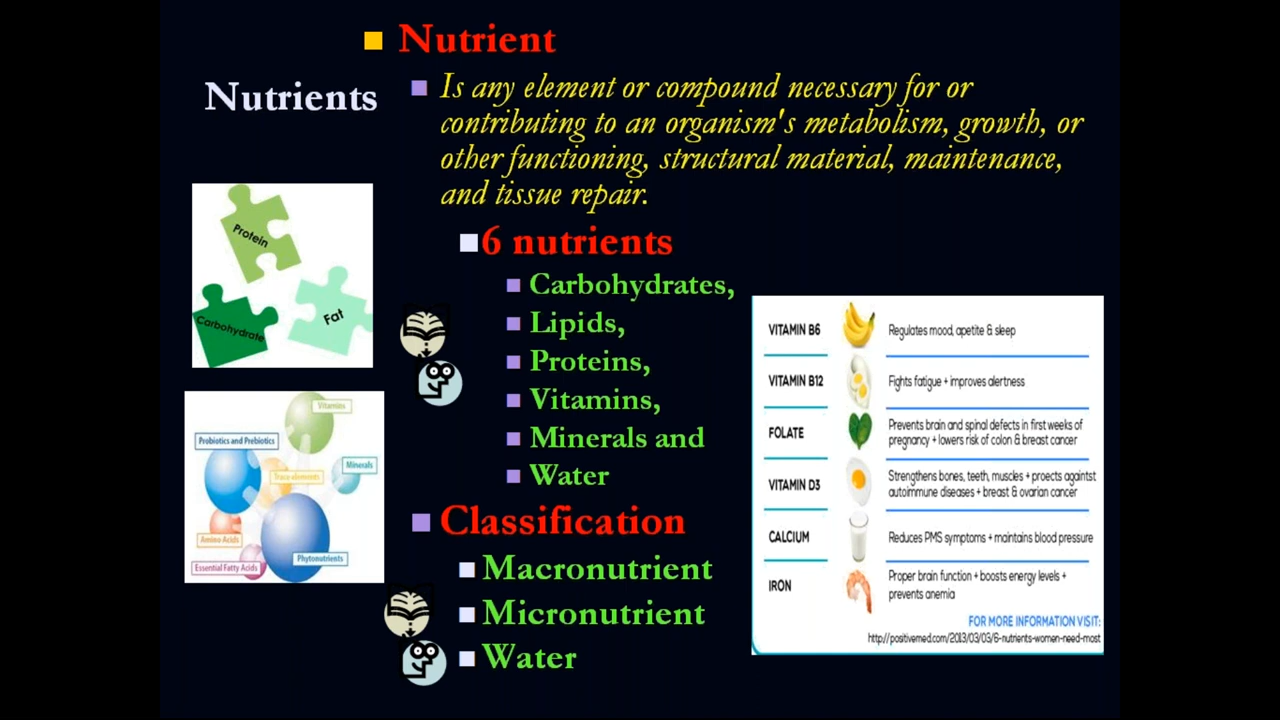 Nutrients
Nutrient
Is any element or compound necessary for or
contributing to an organism's metabolism, growth, or
other functioning, structural material, maintenance,
and tissue repair.
6 nutrients
Carbohydrates,
Lipids,
Proteins,
Vitamins,
Minerals and
Water
Classification
Macronutrient
Micronutrient
Water
Protein
Carbohydrate
Fat
Vitamins
Probiotics and Prebiotics
Minerals
Trace elements
Amino Acids
Phytonutrients
Essential Fatty Acids
VITAMIN B6
Regulates mood, apetite & sleep
VITAMIN B12
Fights fatigue + improves alertness
FOLATE
Prevents brain and spinal defects in first weeks of
pregnancy + lowers risk of colon & breast cancer
VITAMIN D3
Strengthens bones, teeth, muscles + proects againtst
autoimmune diseases + breast & ovarian cancer
CALCIUM
Reduces PMS symptoms + maintains blood pressure
IRON
Proper brain function + boosts energy levels +
prevents anemia
FOR MORE INFORMATION VISIT:
http://positivemed.com/2013/03/03/6-nutrients-women-need-most